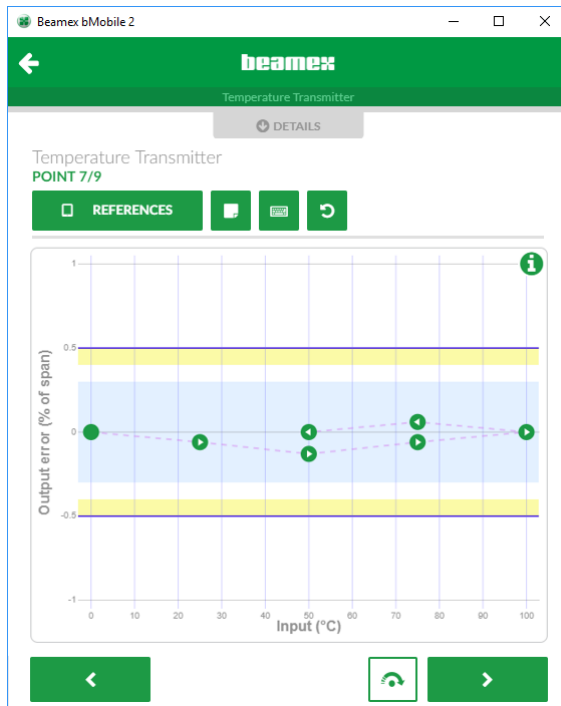 Beamex bMobile 2
beamex
Temperature Transmitter
DETAILS
Temperature Transmitter
POINT 7/9
REFERENCES
1
0.5
0
-0.5
-1
Output error (% of span)
0 10 20 30 40 50 60 70 80 90 100
Input (°C)